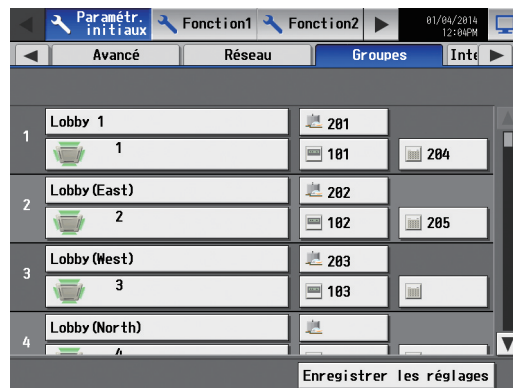 Paramétr. initiaux Fonction1 Fonction2 01/04/2014 12:04PM
Avancé Réseau Groupes Inte
Lobby 1 201
1 1 101 204
Lobby(East) 202
2 2 102 205
Lobby(West) 203
3 3 103
Lobby(North)
4 4
Enregistrer les réglages